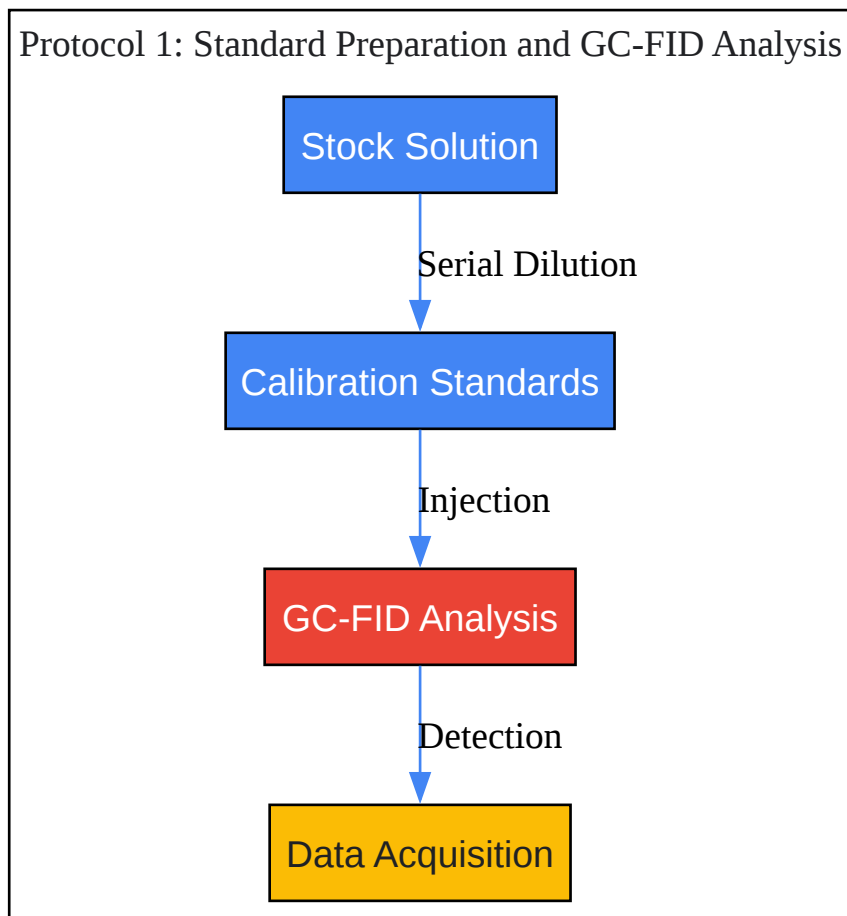 Protocol 1: Standard Preparation and GC-FID Analysis
Stock Solution
Serial Dilution
Calibration Standards
Injection
GC-FID Analysis
Detection
Data Acquisition